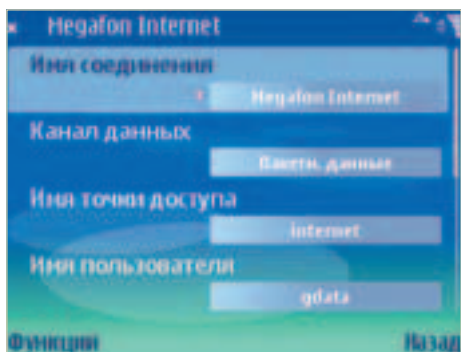 Megafon Internet
Имя соединения
Megafon Internet
Канал данных
Пакетн. данные
Имя точки доступа
internet
Имя пользователя
gdata
Функции
Назад